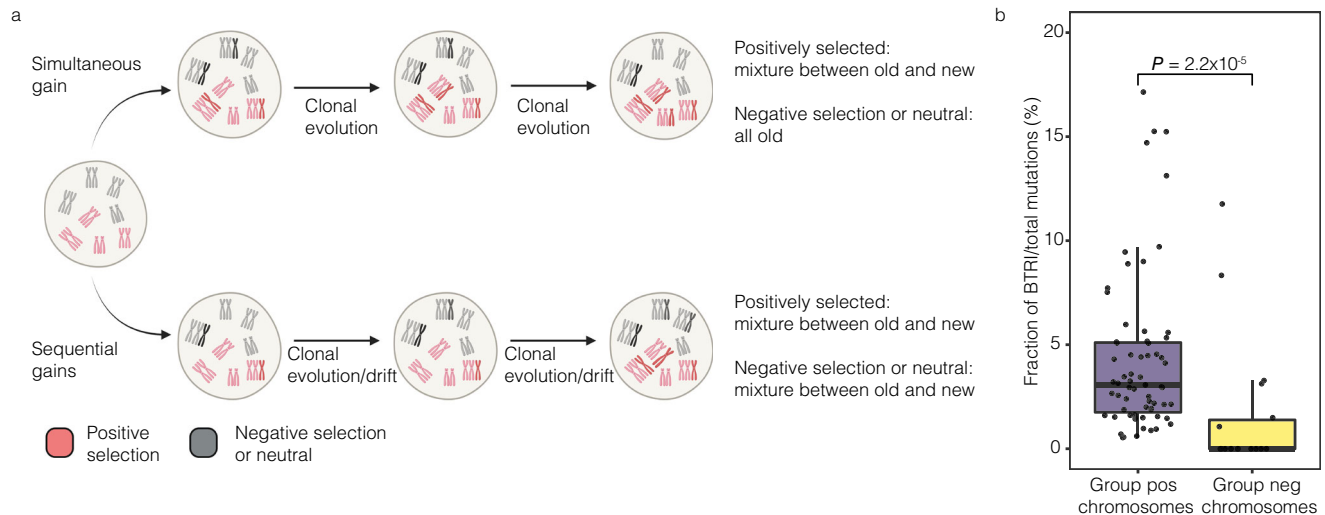 a
Simultaneous
gain
Clonal
evolution
Clonal
evolution
Positively selected:
mixture between old and new
Negative selection or neutral:
all old
Sequential
gains
Clonal
evolution/drift
Clonal
evolution/drift
Positively selected:
mixture between old and new
Negative selection or neutral:
mixture between old and new
Positive
selection
Negative selection
or neutral
b
Fraction of BTRI/total mutations (%)
20
15
10
5
0
P = 2.2x10⁻⁵
Group pos
chromosomes
Group neg
chromosomes